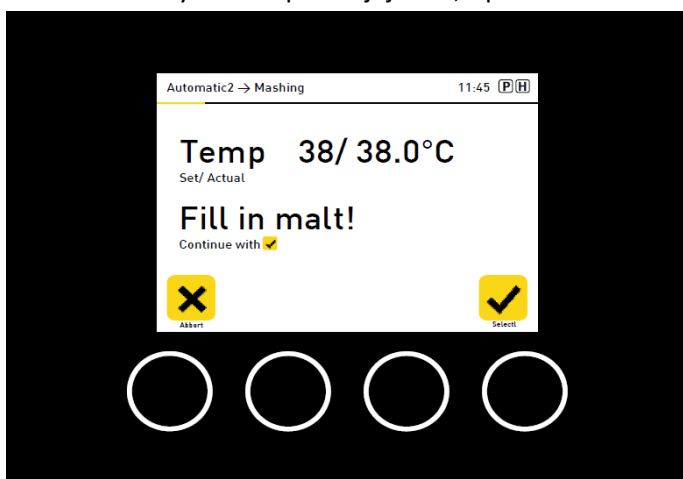 Automatic2 → Mashing 11:45 P H
Temp 38/ 38.0°C
Set/ Actual
Fill in malt!
Continue with
Abbort Selectl